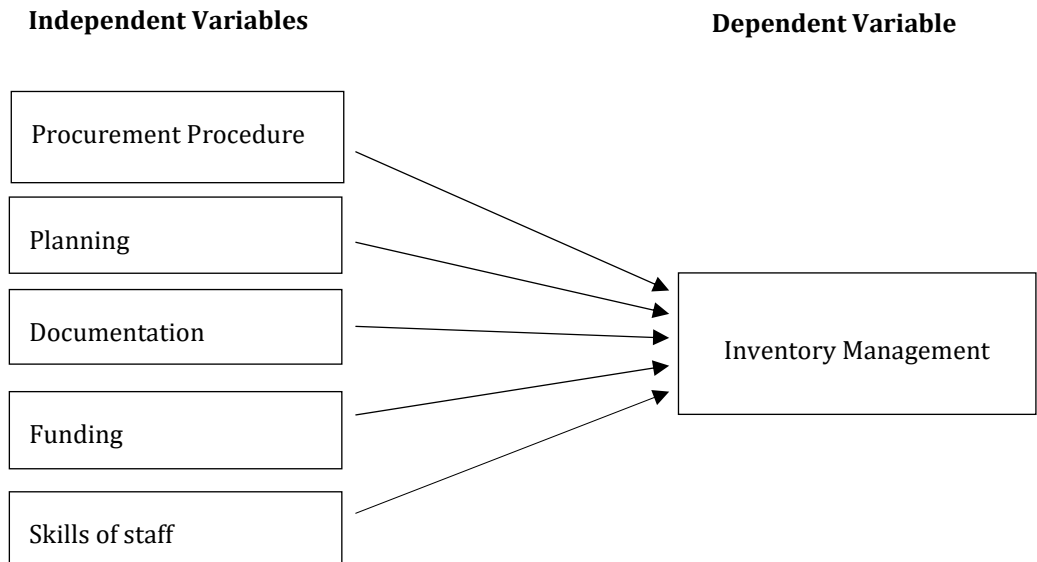 Independent Variables
Dependent Variable
Procurement Procedure
Planning
Documentation
Funding
Skills of staff
Inventory Management